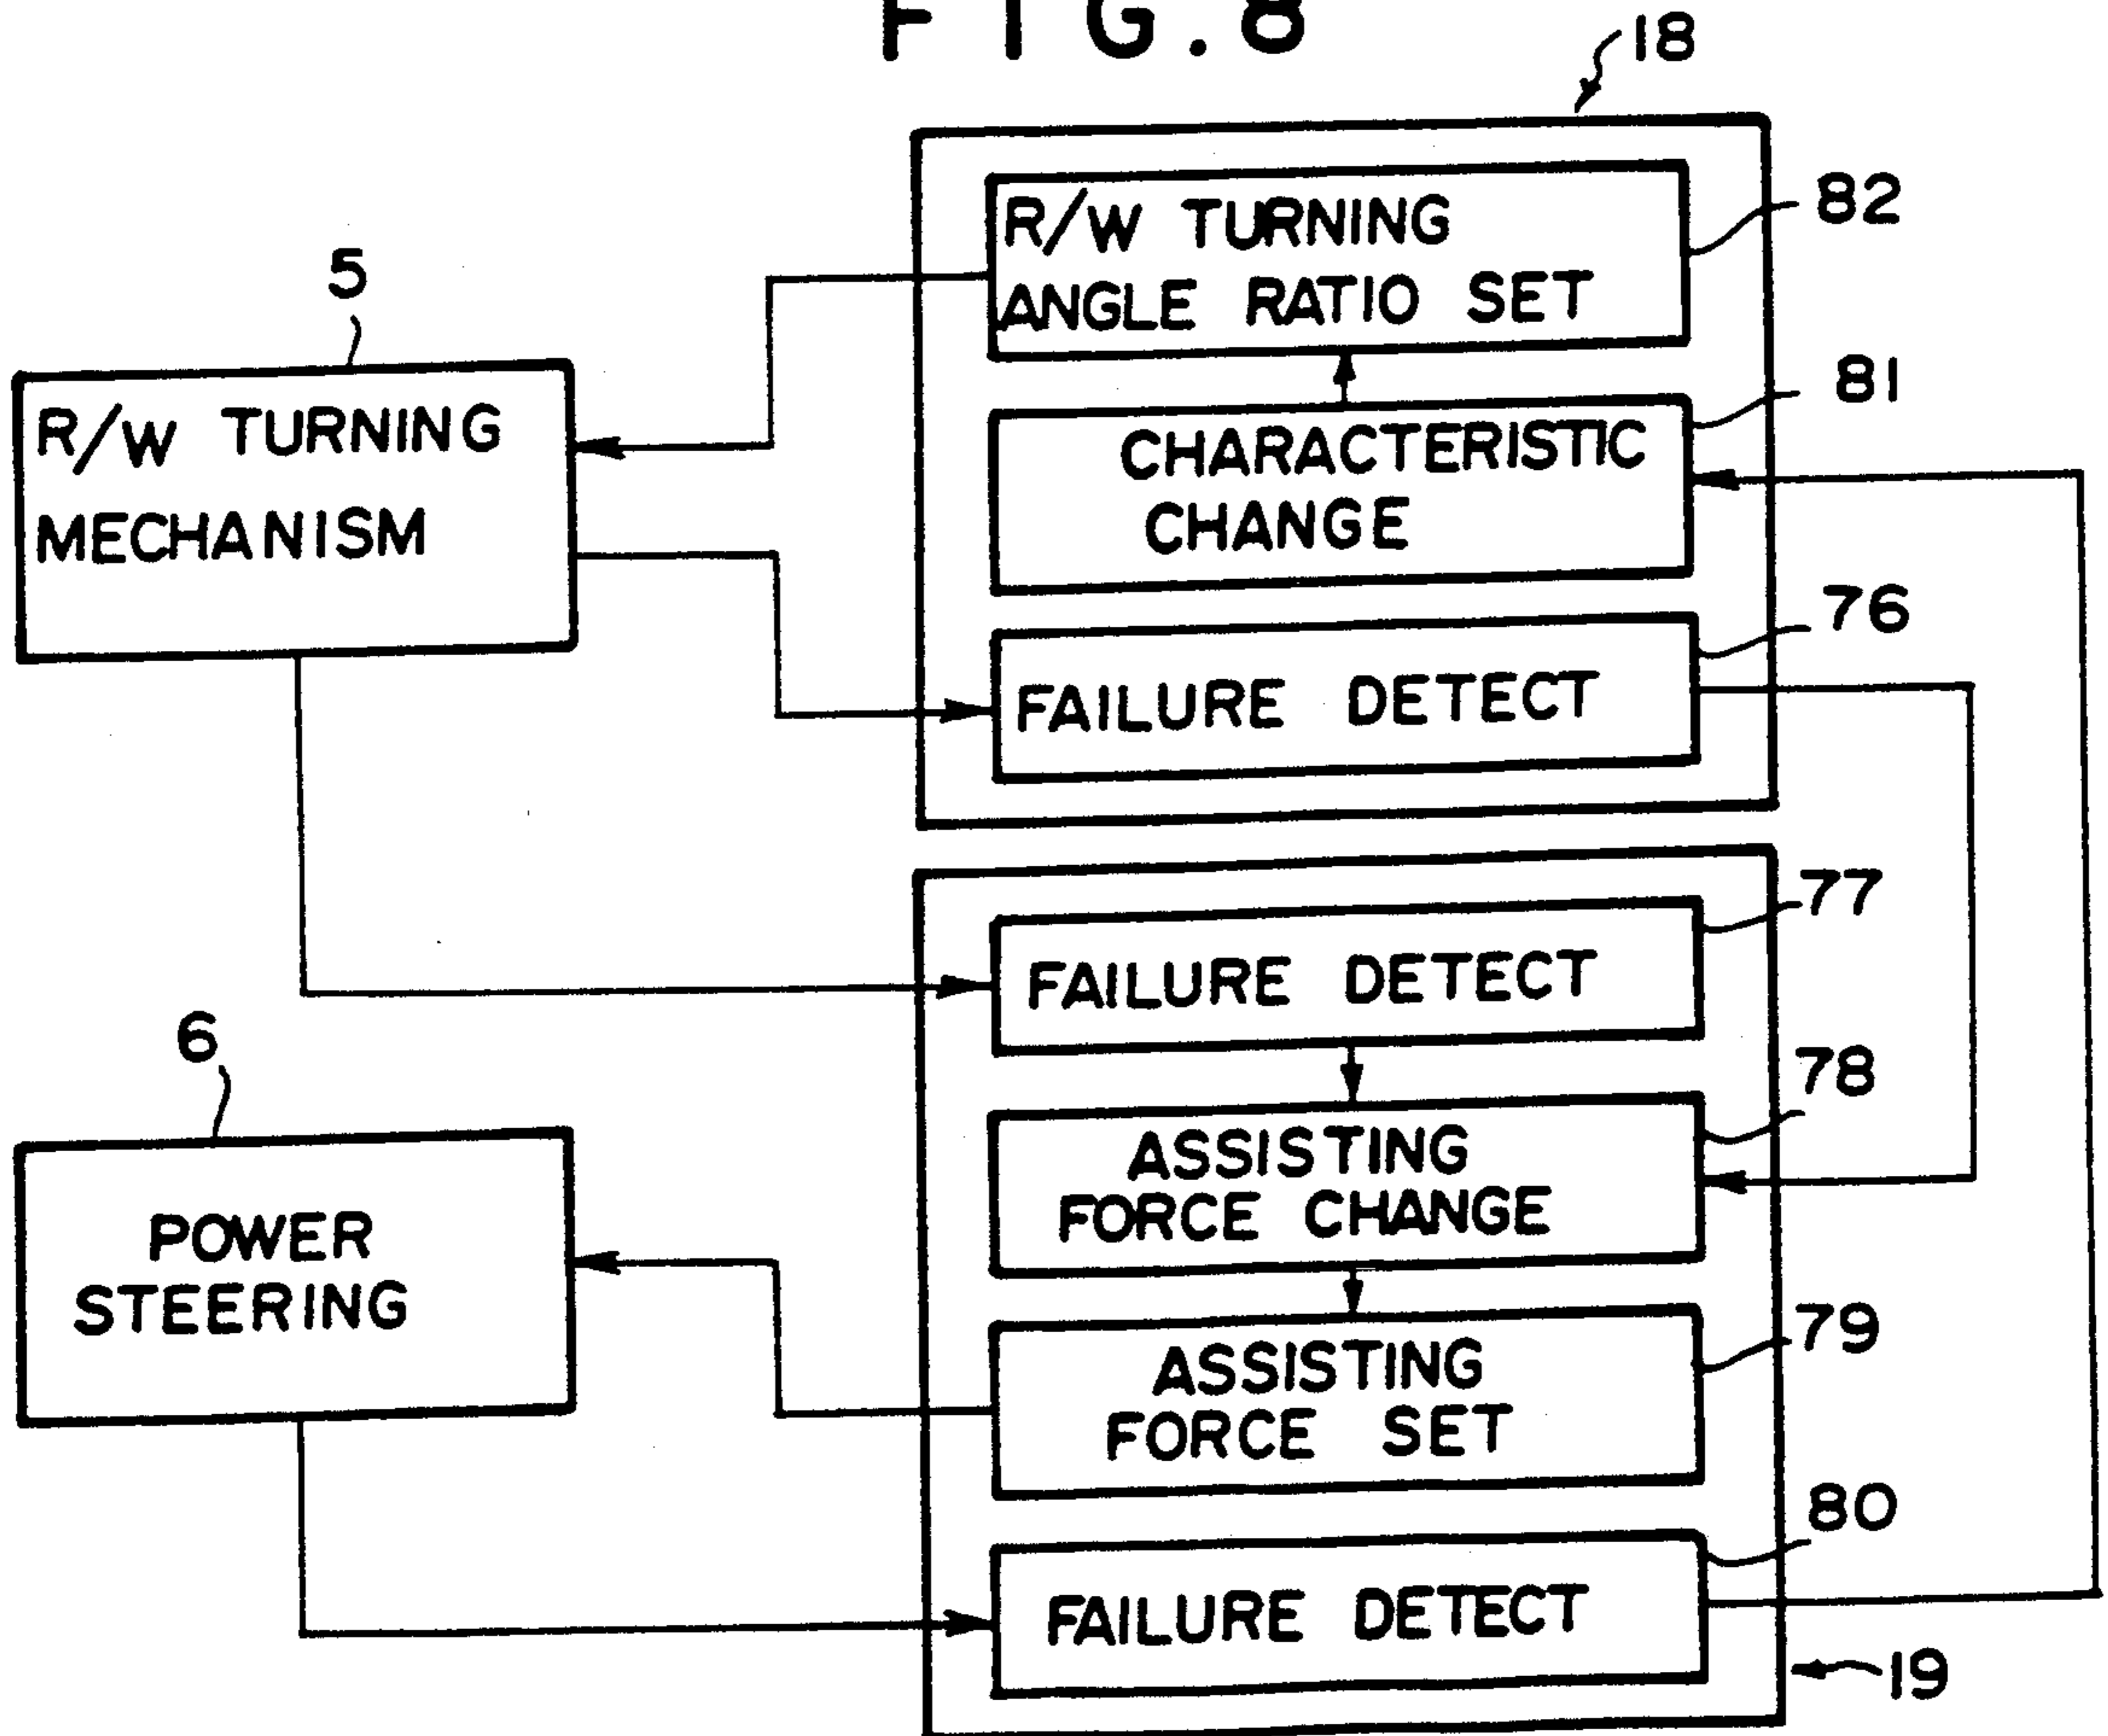 FIG.8
18
R/W TURNING
ANGLE RATIO SET
82
5
R/W TURNING
MECHANISM
CHARACTERISTIC
CHANGE
81
FAILURE DETECT
76
FAILURE DETECT
77
6
POWER
STEERING
ASSISTING
FORCE CHANGE
78
ASSISTING
FORCE SET
79
FAILURE DETECT
80
19